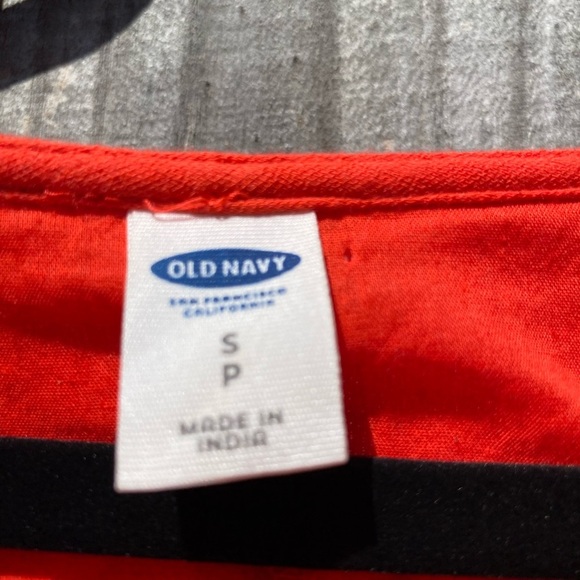 OLD NAVY
SAN FRANCISCO
CALIFORNIA
S
P
MADE IN
INDIA